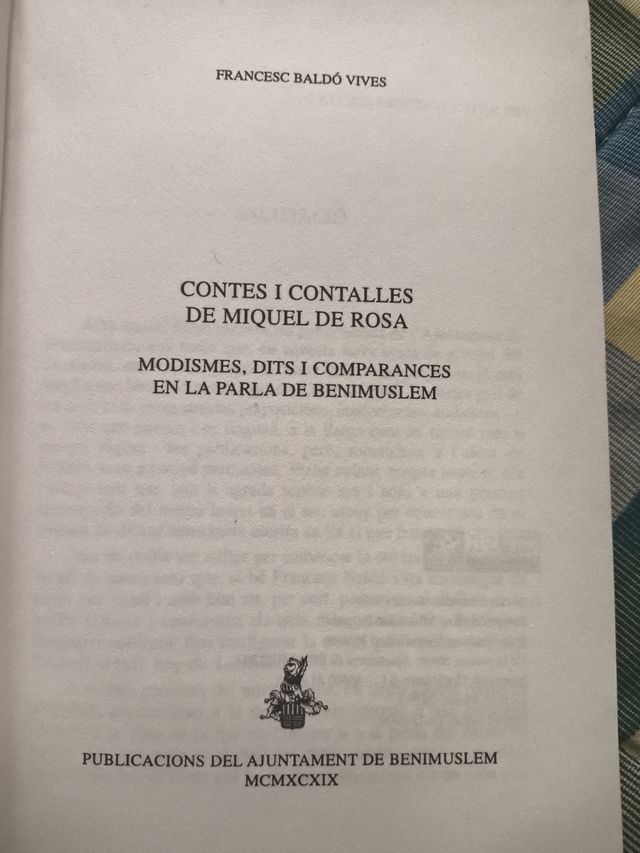 FRANCESC BALDÓ VIVES
CONTES I CONTALLES
DE MIQUEL DE ROSA
MODISMES, DITS I COMPARANCES
EN LA PARLA DE BENIMUSLEM
PUBLICACIONS DEL AJUNTAMENT DE BENIMUSLEM
MCMXCIX